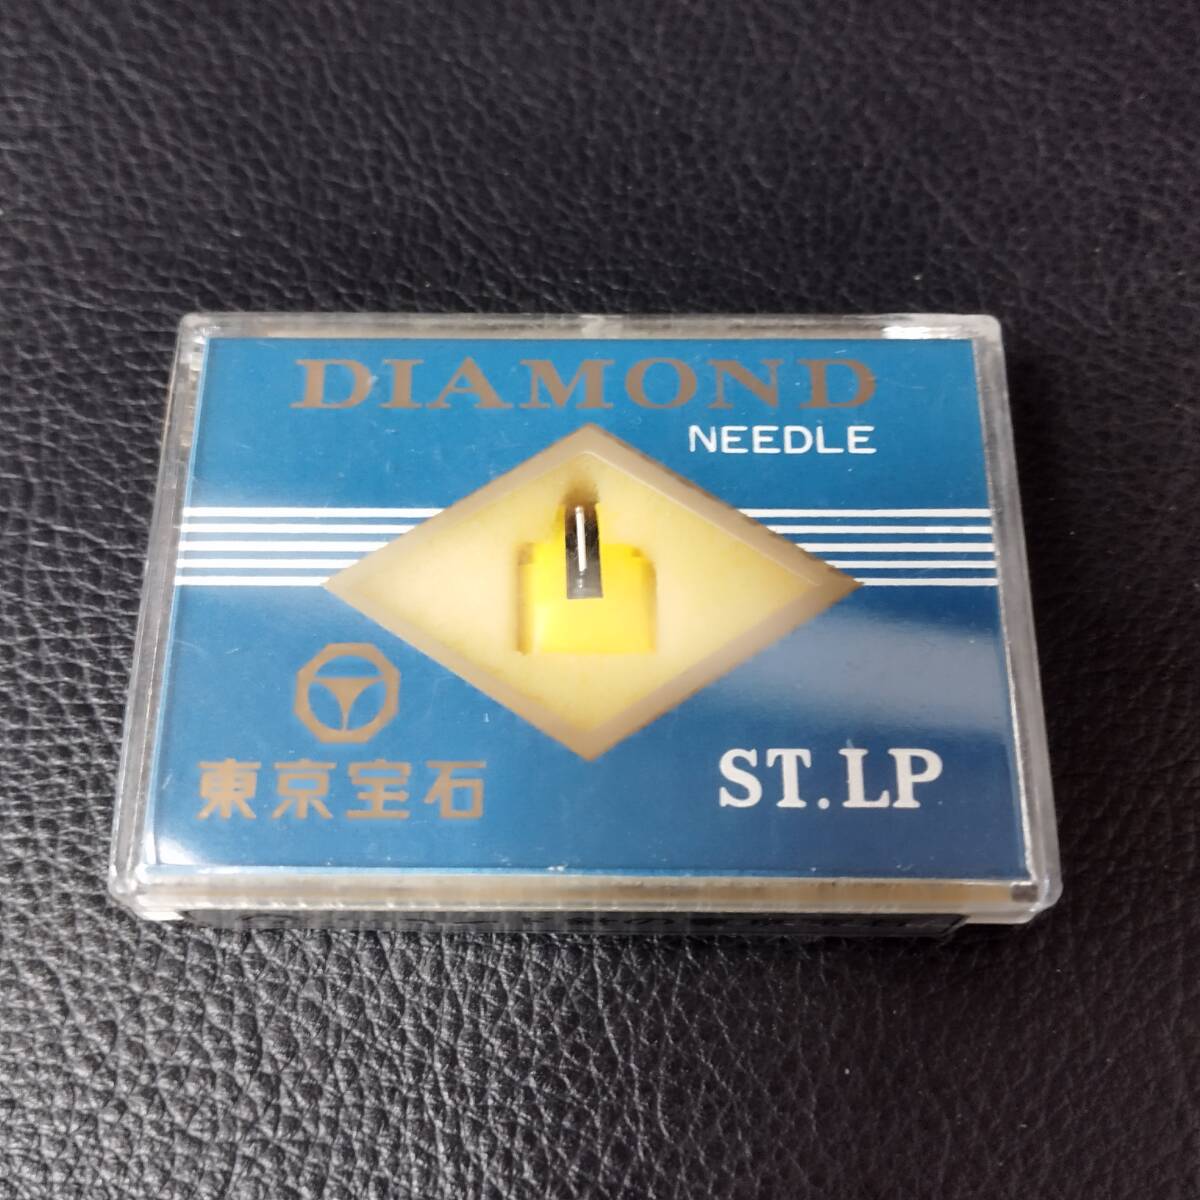 DIAMOND
NEEDLE
東京宝石
ST.LP